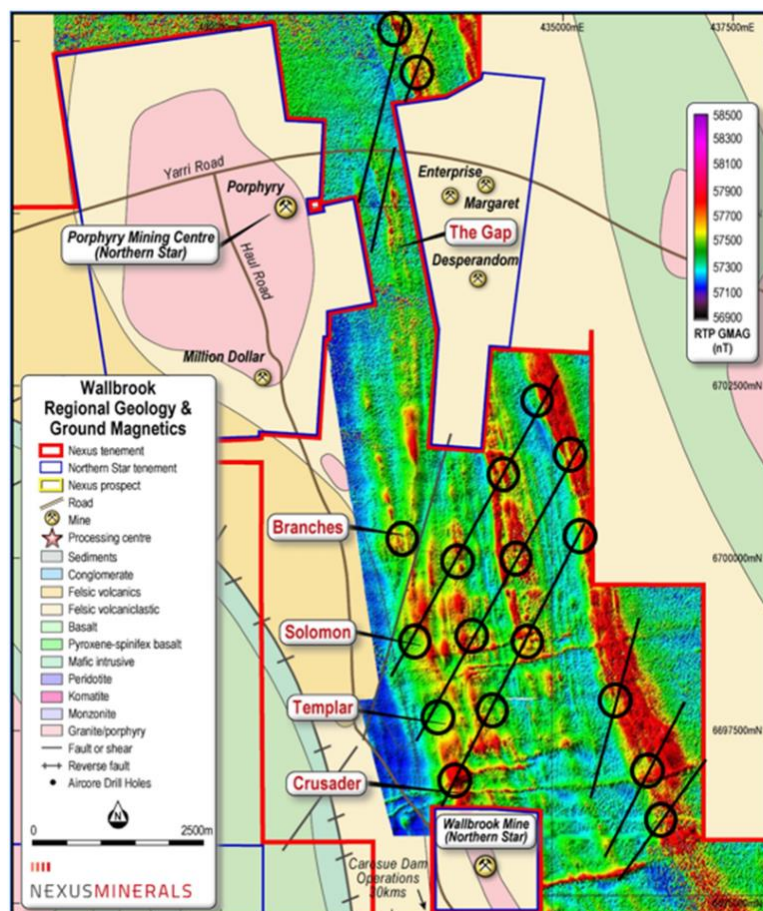 435000mE
437500mE
58500
58300
58100
57900
57700
57500
57300
57100
56900
RTP GMAG
(nT)
Yarri Road
Porphyry
Enterprise
Margaret
The Gap
Porphyry Mining Centre
(Northern Star)
Haul Road
Desperandom
Million Dollar
6702500mN
Wallbrook
Regional Geology &
Ground Magnetics
Nexus tenement
Northern Star tenement
Nexus prospect
Road
Mine
Processing centre
Sediments
Conglomerate
Felsic volcanics
Felsic volcaniclastic
Basalt
Pyroxene-spinifex basalt
Mafic intrusive
Peridotite
Komatite
Monzonite
Granite/porphyry
Fault or shear
Reverse fault
Aircore Drill Holes
N
0 2500m
NEXUSMINERALS
Branches
6700000mN
Solomon
Templar
6697500mN
Crusader
Wallbrook Mine
(Northern Star)
Carosue Dam
Operations
30kms